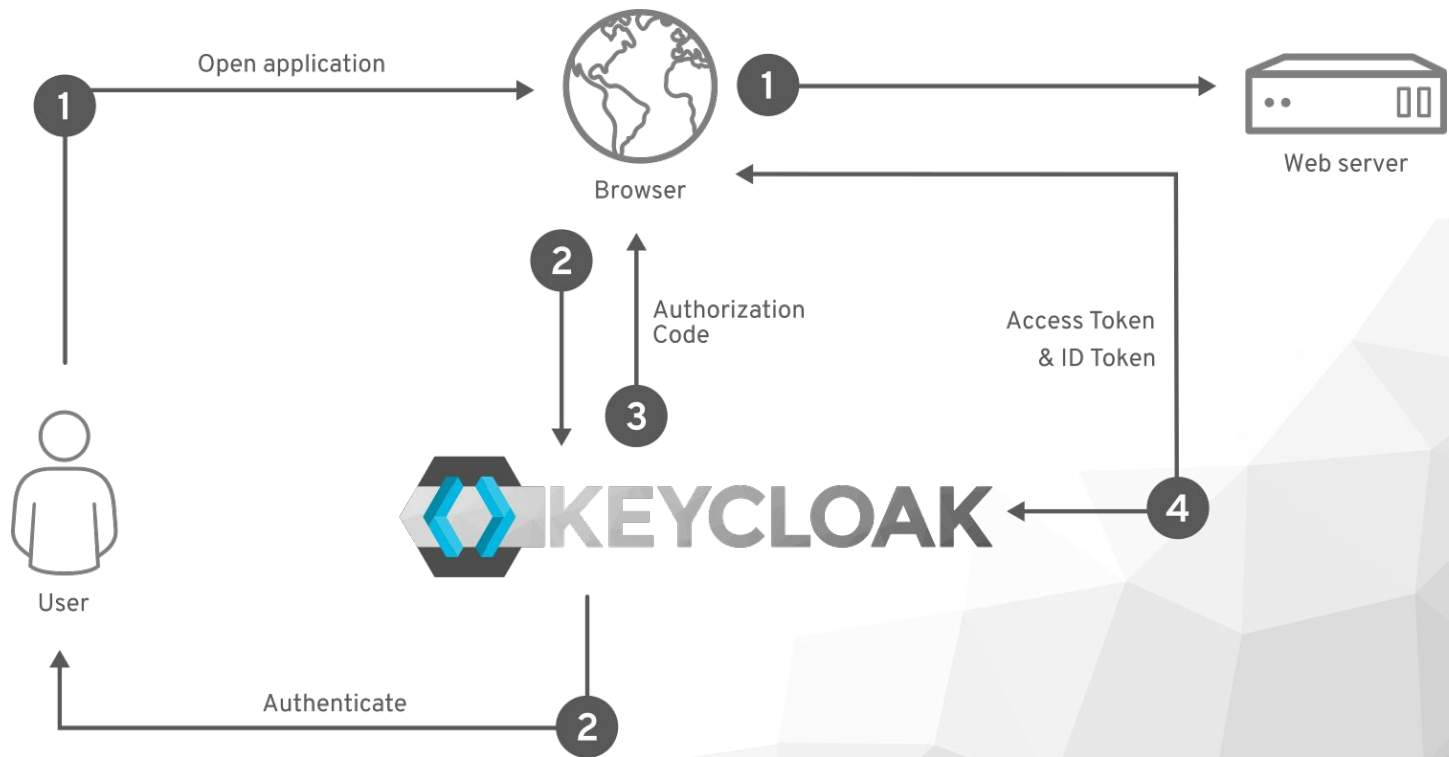 Open application
1
1
Browser
Web server
2
Authorization
Code
Access Token
& ID Token
3
KEYCLOAK
4
User
Authenticate
2